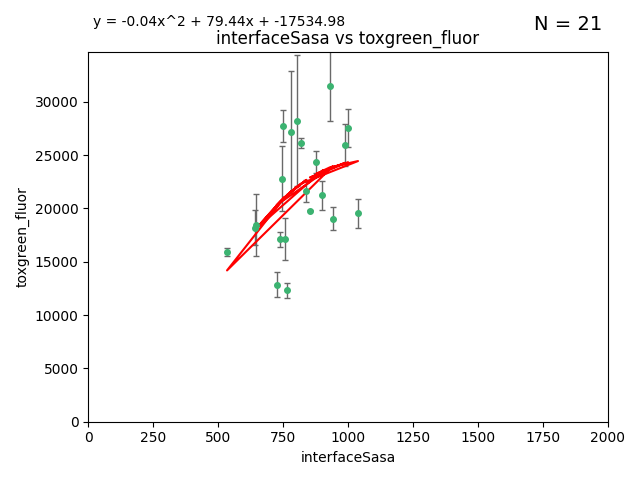 y = -0.04x^2 + 79.44x + -17534.98
N = 21
interfaceSasa vs toxgreen_fluor
30000
25000
20000
15000
10000
5000
0
toxgreen_fluor
0 250 500 750 1000 1250 1500 1750 2000
interfaceSasa